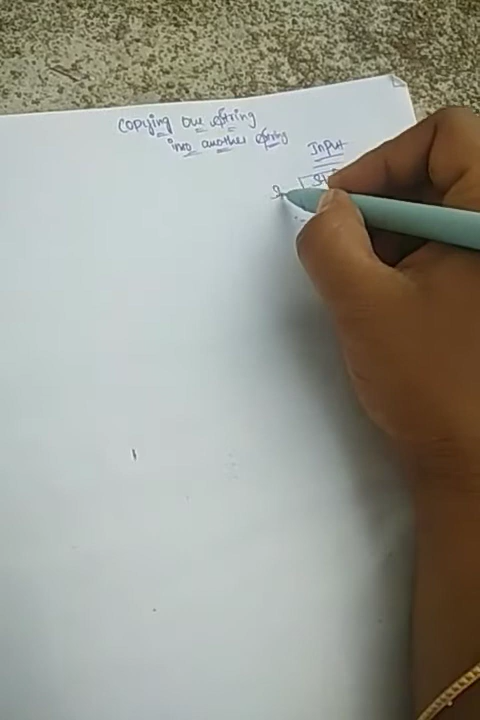 Copying one string
into another string
Input